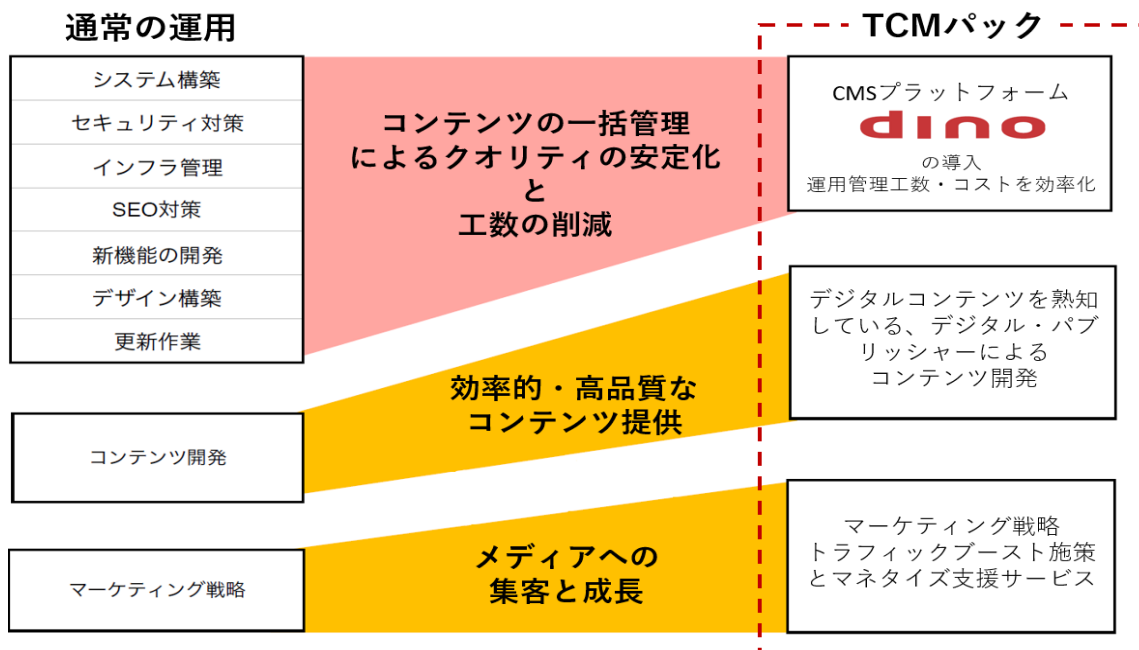 通常の運用
TCMパック
システム構築
セキュリティ対策
インフラ管理
SEO対策
新機能の開発
デザイン構築
更新作業
コンテンツの一括管理
によるクオリティの安定化
と
工数の削減
CMSプラットフォーム
dino
の導入
運用管理工数・コストを効率化
コンテンツ開発
効率的・高品質な
コンテンツ提供
デジタルコンテンツを熟知
している、デジタル・パブ
リッシャーによる
コンテンツ開発
マーケティング戦略
メディアへの
集客と成長
マーケティング戦略
トラフィックブースト施策
とマネタイズ支援サービス